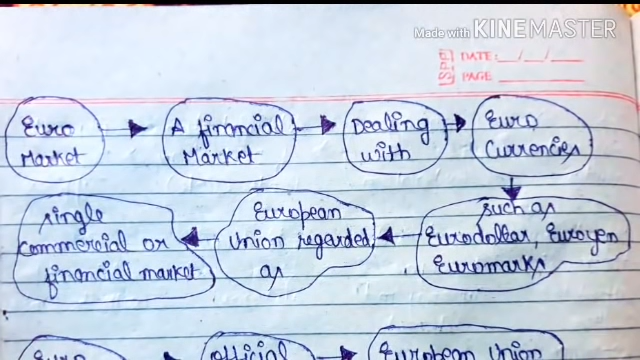 Made with KINEMASTER
DATE:
PAGE
Euro
Market
A financial
Market
Dealing
with
Euro
Currencies
such as
Eurodollar, Euroyen
Euromarks
European
Union regarded
as
single
commercial or
financial market
Euro
official
European Union